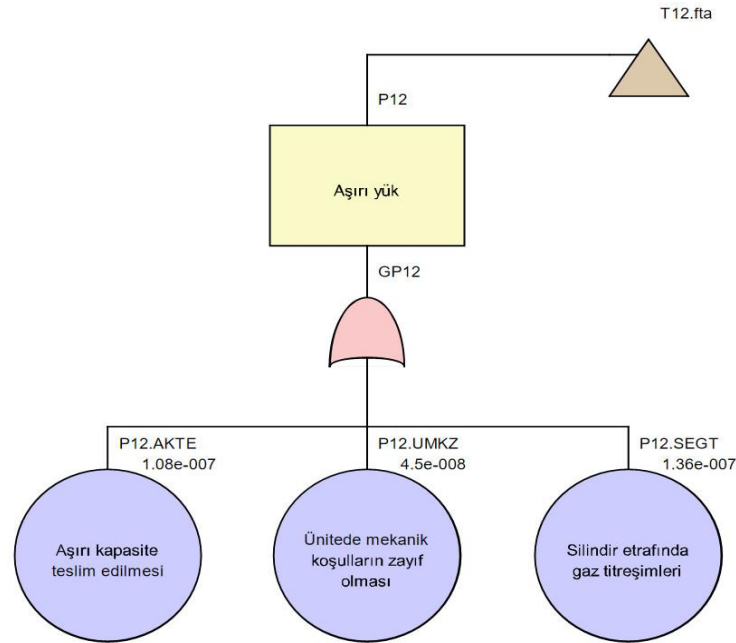 T12.fta
P12
Aşırı yük
GP12
P12.AKTE
1.08e-007
P12.UMKZ
4.5e-008
P12.SEGT
1.36e-007
Aşırı kapasite
teslim edilmesi
Ünitede mekanik
koşulların zayıf
olması
Silindir etrafında
gaz titreşimleri